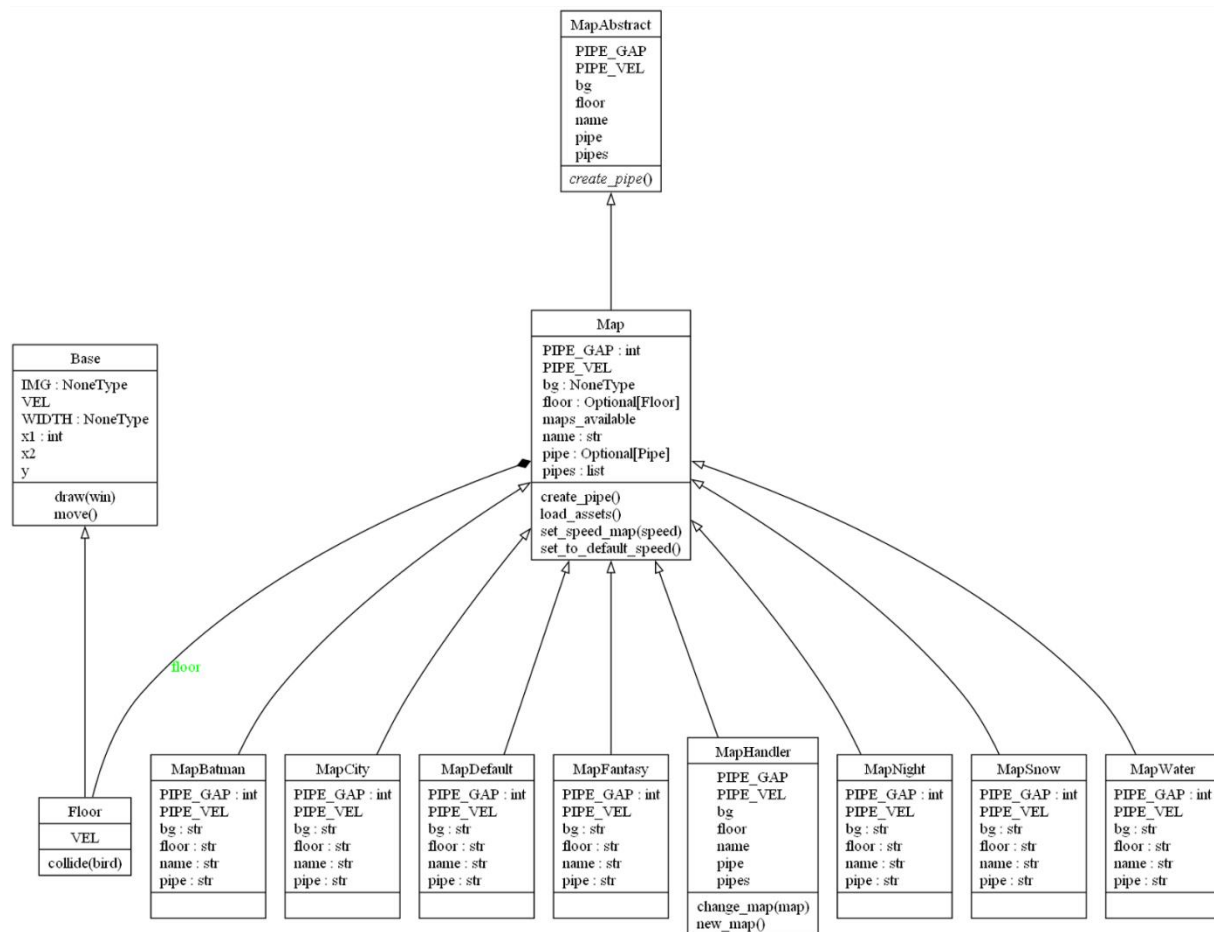 MapAbstract
PIPE_GAP
PIPE_VEL
bg
floor
name
pipe
pipes
create_pipe()
Map
PIPE_GAP : int
PIPE_VEL
bg : NoneType
floor : Optional[Floor]
maps_available
name : str
pipe : Optional[Pipe]
pipes : list
create_pipe()
load_assets()
set_speed_map(speed)
set_to_default_speed()
Base
IMG : NoneType
VEL
WIDTH : NoneType
x1 : int
x2
y
draw(win)
move()
floor
Floor
VEL
collide(bird)
MapBatman
PIPE_GAP : int
PIPE_VEL
bg : str
floor : str
name : str
pipe : str
MapCity
PIPE_GAP : int
PIPE_VEL
bg : str
floor : str
name : str
pipe : str
MapDefault
PIPE_GAP : int
PIPE_VEL
bg : str
floor : str
name : str
pipe : str
MapFantasy
PIPE_GAP : int
PIPE_VEL
bg : str
floor : str
name : str
pipe : str
MapHandler
PIPE_GAP
PIPE_VEL
bg
floor
name
pipe
pipes
change_map(map)
new_map()
MapNight
PIPE_GAP : int
PIPE_VEL
bg : str
floor : str
name : str
pipe : str
MapSnow
PIPE_GAP : int
PIPE_VEL
bg : str
floor : str
name : str
pipe : str
MapWater
PIPE_GAP : int
PIPE_VEL
bg : str
floor : str
name : str
pipe : str